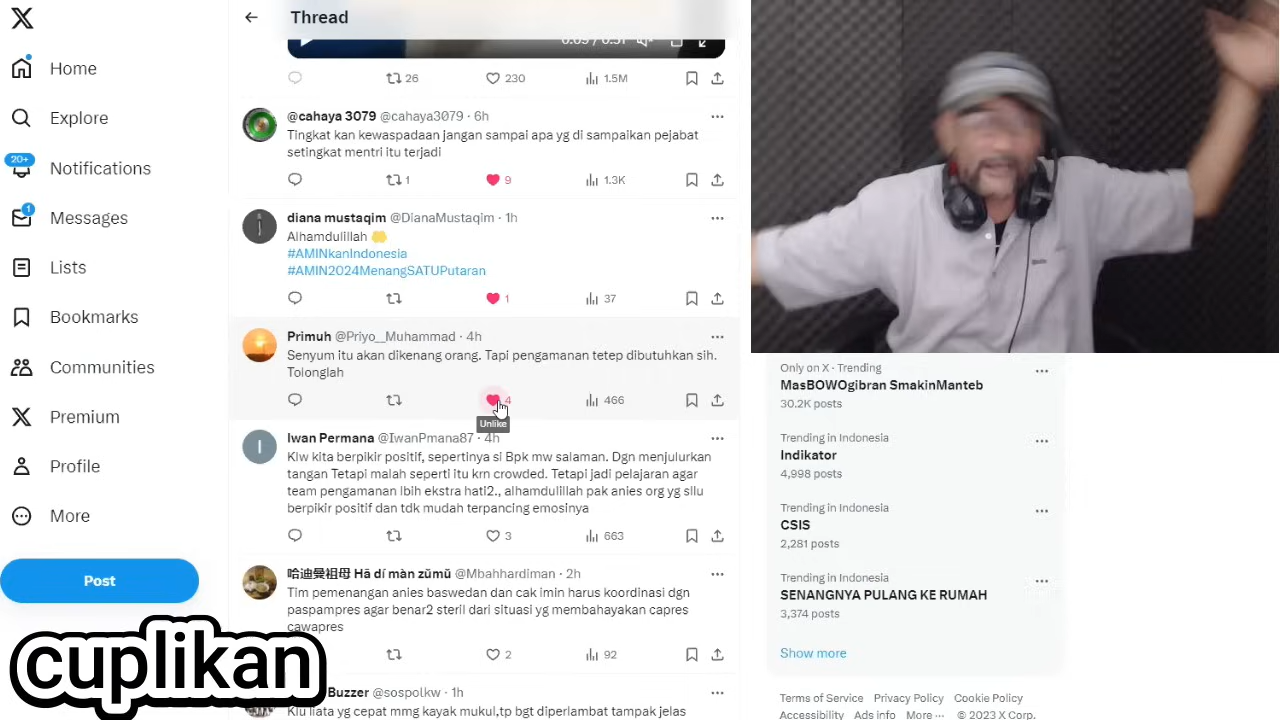 Thread
Home
Explore
20+
Notifications
1
Messages
Lists
Bookmarks
Communities
Premium
Profile
More
Post
26
230
1.5M
@cahaya 3079 @cahaya3079 · 6h
Tingkat kan kewaspadaan jangan sampai apa yg di sampaikan pejabat
setingkat mentri itu terjadi
1
9
1.3K
diana mustaqim @DianaMustaqim · 1h
Alhamdulillah
#AMINkanIndonesia
#AMIN2024MenangSATUPutaran
1
37
Primuh @Priyo__Muhammad · 4h
Senyum itu akan dikenang orang. Tapi pengamanan tetep dibutuhkan sih.
Tolonglah
4
466
Unlike
Iwan Permana @IwanPmana87 · 4h
Klw kita berpikir positif, sepertinya si Bpk mw salaman. Dgn menjulurkan
tangan Tetapi malah seperti itu krn crowded. Tetapi jadi pelajaran agar
team pengamanan lbih ekstra hati2., alhamdulillah pak anies org yg sllu
berpikir positif dan tdk mudah terpancing emosinya
3
663
哈迪曼祖母 Hā dí màn zǔmǔ @Mbahhardiman · 2h
Tim pemenangan anies baswedan dan cak imin harus koordinasi dgn
paspampres agar benar2 steril dari situasi yg membahayakan capres
cawapres
2
92
Buzzer @sospolkw · 1h
Klu liata yg cepat mmg kayak mukul,tp bgt diperlambat tampak jelas
Only on X · Trending
MasBOWOgibran SmakinManteb
30.2K posts
Trending in Indonesia
Indikator
4,998 posts
Trending in Indonesia
CSIS
2,281 posts
Trending in Indonesia
SENANGNYA PULANG KE RUMAH
3,374 posts
Show more
Terms of Service Privacy Policy Cookie Policy
Accessibility Ads info More ··· © 2023 X Corp.
cuplikan